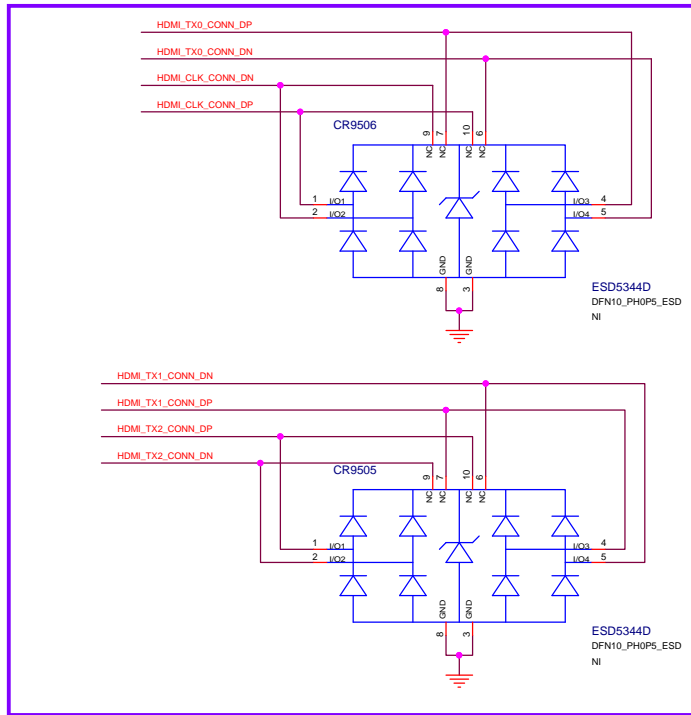 HDMI_TX0_CONN_DP
HDMI_TX0_CONN_DN
HDMI_CLK_CONN_DN
HDMI_CLK_CONN_DP
CR9506
9 7 10 6
NC NC NC NC
1 I/O1 I/O3 4
2 I/O2 I/O4 5
GND GND
8 3
ESD5344D
DFN10_PH0P5_ESD
NI
HDMI_TX1_CONN_DN
HDMI_TX1_CONN_DP
HDMI_TX2_CONN_DP
HDMI_TX2_CONN_DN
CR9505
9 7 10 6
NC NC NC NC
1 I/O1 I/O3 4
2 I/O2 I/O4 5
GND GND
8 3
ESD5344D
DFN10_PH0P5_ESD
NI